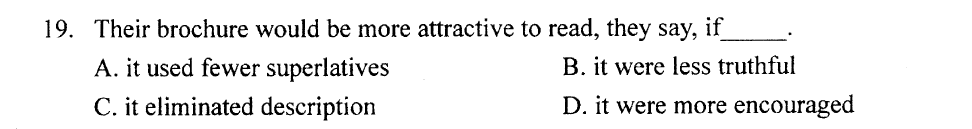 19. Their brochure would be more attractive to read, they say, if_____.
A. it used fewer superlatives B. it were less truthful
C. it eliminated description D. it were more encouraged